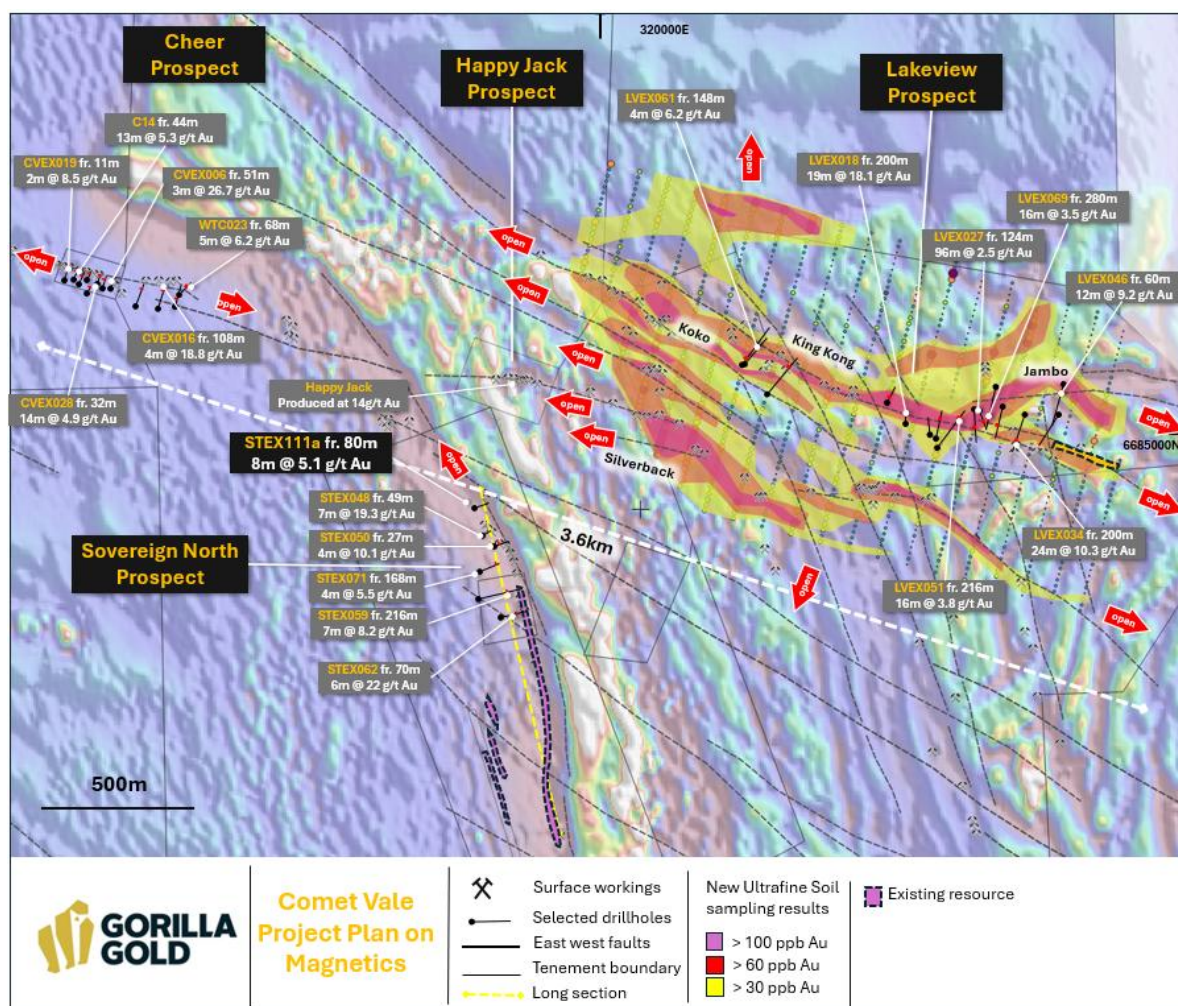 320000E
Cheer
Prospect
Happy Jack
Prospect
Lakeview
Prospect
LVEX061 fr. 148m
4m @ 6.2 g/t Au
C14 fr. 44m
13m @ 5.3 g/t Au
CVEX019 fr. 11m
2m @ 8.5 g/t Au
CVEX006 fr. 51m
3m @ 26.7 g/t Au
WTC023 fr. 68m
5m @ 6.2 g/t Au
open
LVEX018 fr. 200m
19m @ 18.1 g/t Au
LVEX069 fr. 280m
16m @ 3.5 g/t Au
LVEX027 fr. 124m
96m @ 2.5 g/t Au
LVEX046 fr. 60m
12m @ 9.2 g/t Au
open
open
open
open
Koko
King Kong
Jambo
CVEX016 fr. 108m
4m @ 18.8 g/t Au
open
Happy Jack
Produced at 14g/t Au
CVEX028 fr. 32m
14m @ 4.9 g/t Au
open
open
open
6685000N
STEX111a fr. 80m
8m @ 5.1 g/t Au
open
Silverback
open
STEX048 fr. 49m
7m @ 19.3 g/t Au
STEX050 fr. 27m
4m @ 10.1 g/t Au
3.6km
LVEX034 fr. 200m
24m @ 10.3 g/t Au
Sovereign North
Prospect
STEX071 fr. 168m
4m @ 5.5 g/t Au
open
LVEX051 fr. 216m
16m @ 3.8 g/t Au
STEX059 fr. 216m
7m @ 8.2 g/t Au
open
STEX062 fr. 70m
6m @ 22 g/t Au
500m
GORILLA
GOLD
Comet Vale
Project Plan on
Magnetics
Surface workings
Selected drillholes
East west faults
Tenement boundary
Long section
New Ultrafine Soil
sampling results
> 100 ppb Au
> 60 ppb Au
> 30 ppb Au
Existing resource